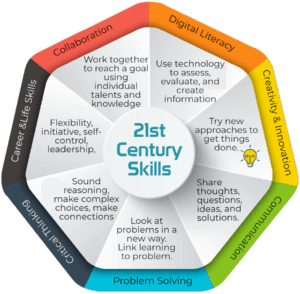 21st
Century
Skills
Collaboration
Work together
to reach a goal
using
individual
talents and
knowledge
Digital Literacy
Use technology
to assess,
evaluate, and
create
information
Creativity & Innovation
Try new
approaches to
get things
done.
Communication
Share
thoughts,
questions,
ideas, and
solutions.
Problem Solving
Look at
problems in a
new way.
Link learning
to problem.
Critical Thinking
Sound
reasoning,
make complex
choices, make
connections
Career &Life Skills
Flexibility,
initiative, self-
control,
leadership,